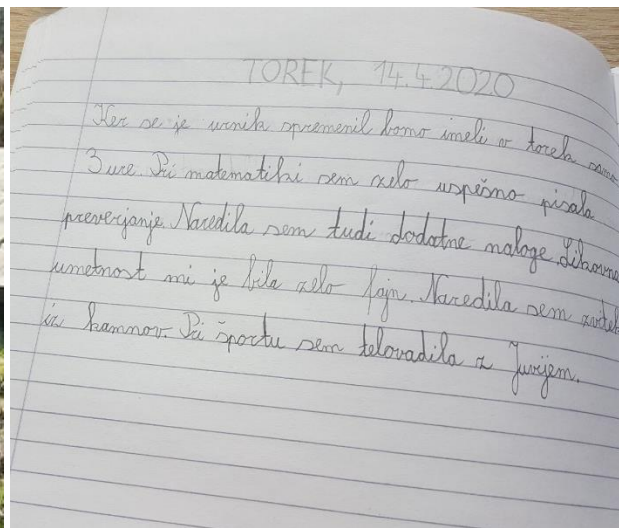 TOREK, 14.4.2020
Ker se je urnik spremenil bomo imeli v torek samo
3 ure. Pri matematiki sem zelo uspešno pisala
preverjanje. Naredila sem tudi dodatne naloge. Likovna
umetnost mi je bila zelo fajn. Naredila sem
iz kamnov. Pri športu sem telovadila z Jurijem.